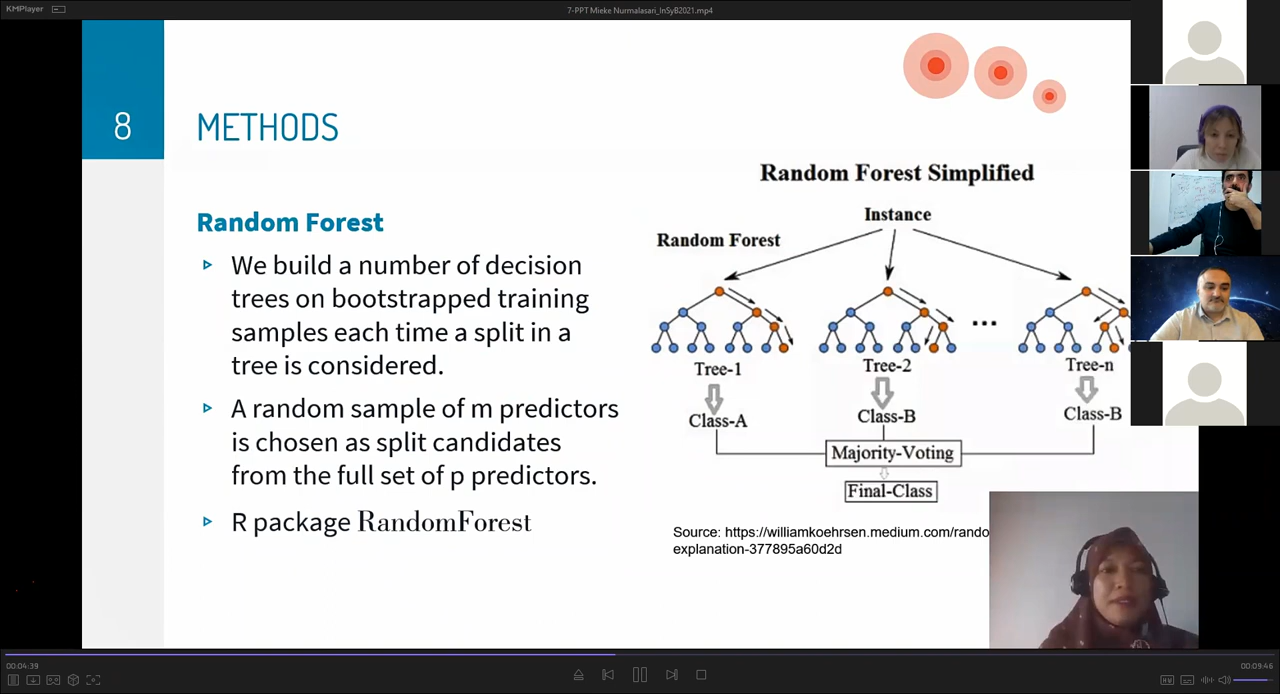 KMPlayer
7-PPT Mieke Nurmalasari_InSyB2021.mp4
8
METHODS
Random Forest
We build a number of decision
trees on bootstrapped training
samples each time a split in a
tree is considered.
A random sample of m predictors
is chosen as split candidates
from the full set of p predictors.
R package RandomForest
Random Forest Simplified
Instance
Random Forest
...
Tree-1
Tree-2
Tree-n
Class-A
Class-B
Class-B
Majority-Voting
Final-Class
Source: https://williamkoehrsen.medium.com/rando
explanation-377895a60d2d
00:04:39
00:09:46